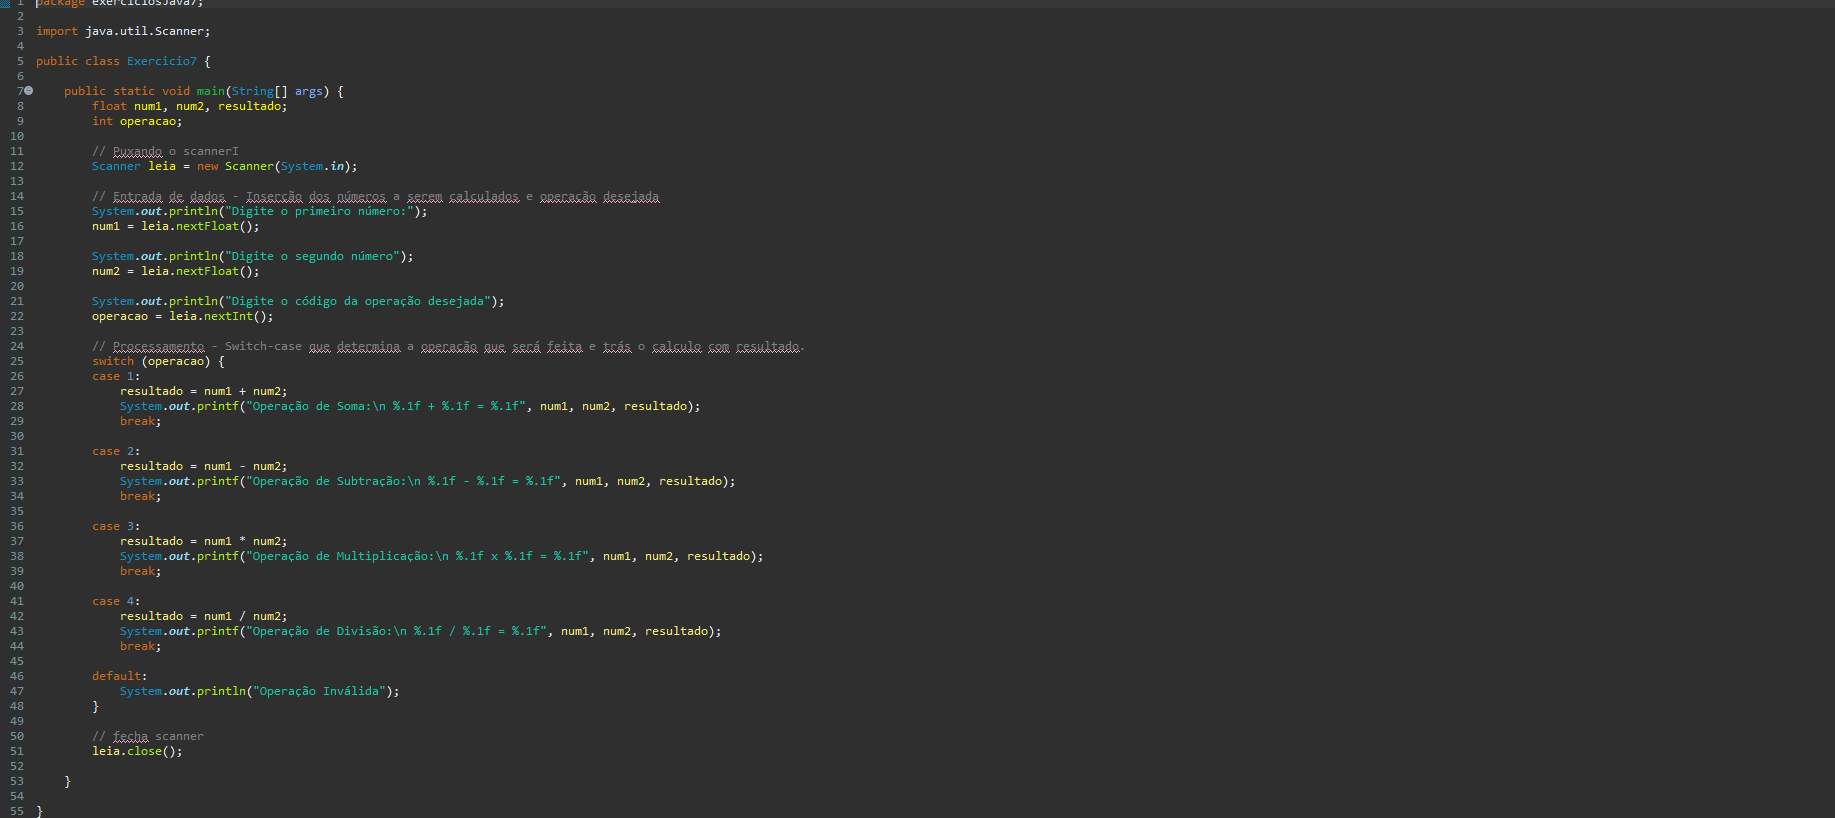 1 package exerciciosJava7;
2
3 import java.util.Scanner;
4
5 public class Exercicio7 {
6
7 public static void main(String[] args) {
8 float num1, num2, resultado;
9 int operacao;
10
11 // Puxando o scannerI
12 Scanner leia = new Scanner(System.in);
13
14 // Entrada de dados - Inserção dos números a serem calculados e operação desejada
15 System.out.println("Digite o primeiro número:");
16 num1 = leia.nextFloat();
17
18 System.out.println("Digite o segundo número");
19 num2 = leia.nextFloat();
20
21 System.out.println("Digite o código da operação desejada");
22 operacao = leia.nextInt();
23
24 // Processamento - Switch-case que determina a operação que será feita e trás o calculo com resultado.
25 switch (operacao) {
26 case 1:
27 resultado = num1 + num2;
28 System.out.printf("Operação de Soma:\n %.1f + %.1f = %.1f", num1, num2, resultado);
29 break;
30
31 case 2:
32 resultado = num1 - num2;
33 System.out.printf("Operação de Subtração:\n %.1f - %.1f = %.1f", num1, num2, resultado);
34 break;
35
36 case 3:
37 resultado = num1 * num2;
38 System.out.printf("Operação de Multiplicação:\n %.1f x %.1f = %.1f", num1, num2, resultado);
39 break;
40
41 case 4:
42 resultado = num1 / num2;
43 System.out.printf("Operação de Divisão:\n %.1f / %.1f = %.1f", num1, num2, resultado);
44 break;
45
46 default:
47 System.out.println("Operação Inválida");
48 }
49
50 // fecha scanner
51 leia.close();
52
53 }
54
55 }